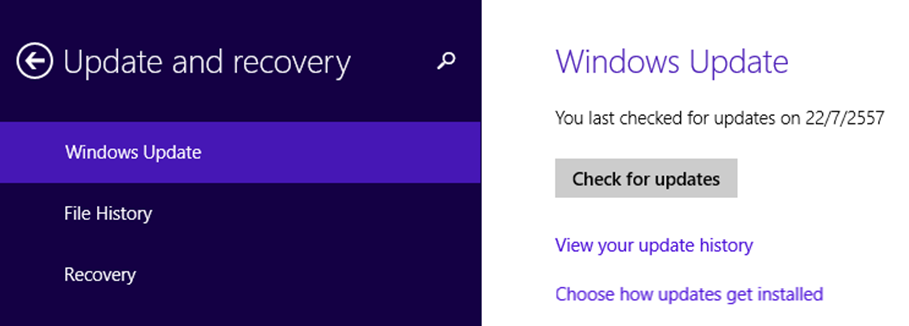 Update and recovery
Windows Update
File History
Recovery
Windows Update
You last checked for updates on 22/7/2557
Check for updates
View your update history
Choose how updates get installed